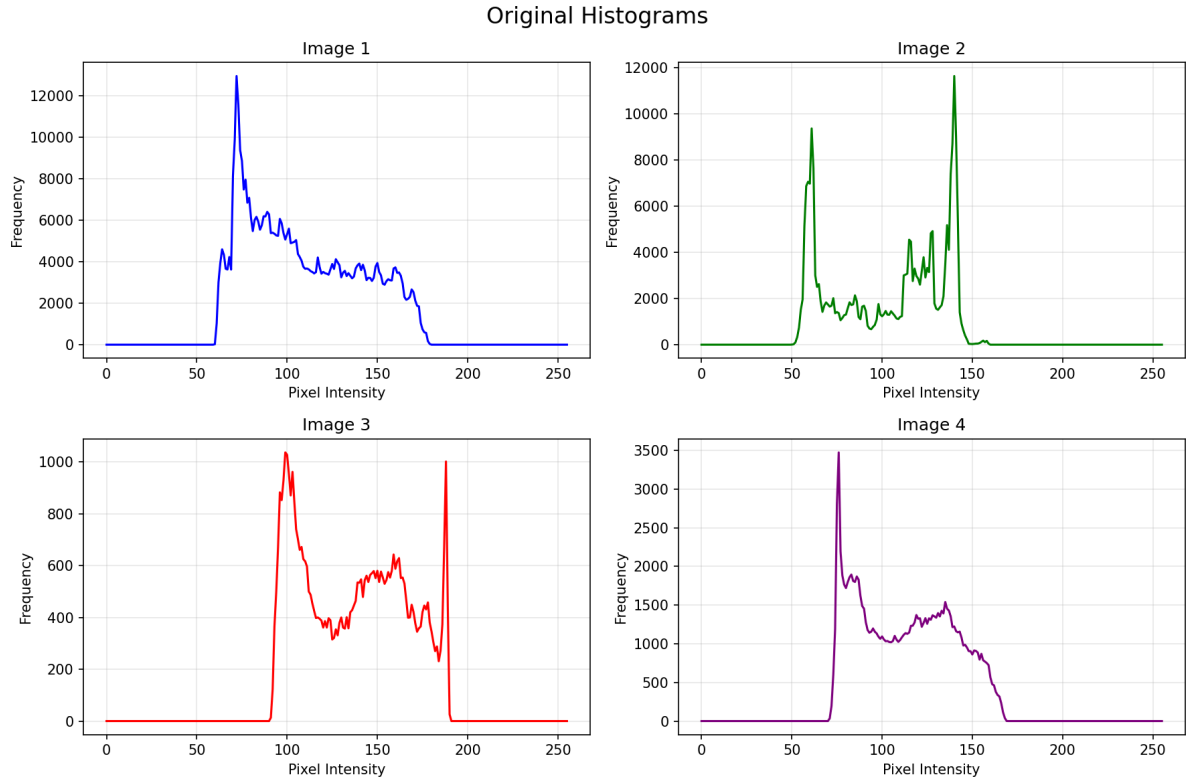 Original Histograms
Image 1
12000
10000
8000
6000
4000
2000
0
Frequency
0 50 100 150 200 250
Pixel Intensity
Image 2
12000
10000
8000
6000
4000
2000
0
Frequency
0 50 100 150 200 250
Pixel Intensity
Image 3
1000
800
600
400
200
0
Frequency
0 50 100 150 200 250
Pixel Intensity
Image 4
3500
3000
2500
2000
1500
1000
500
0
Frequency
0 50 100 150 200 250
Pixel Intensity